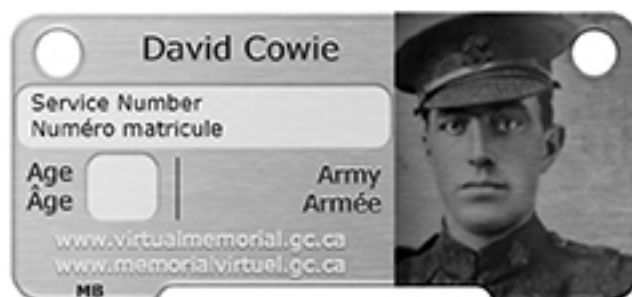 David Cowie
Service Number
Numéro matricule
Age
Âge
Army
Armée
www.virtualmemorial.gc.ca
www.memorialvirtuel.gc.ca
MB